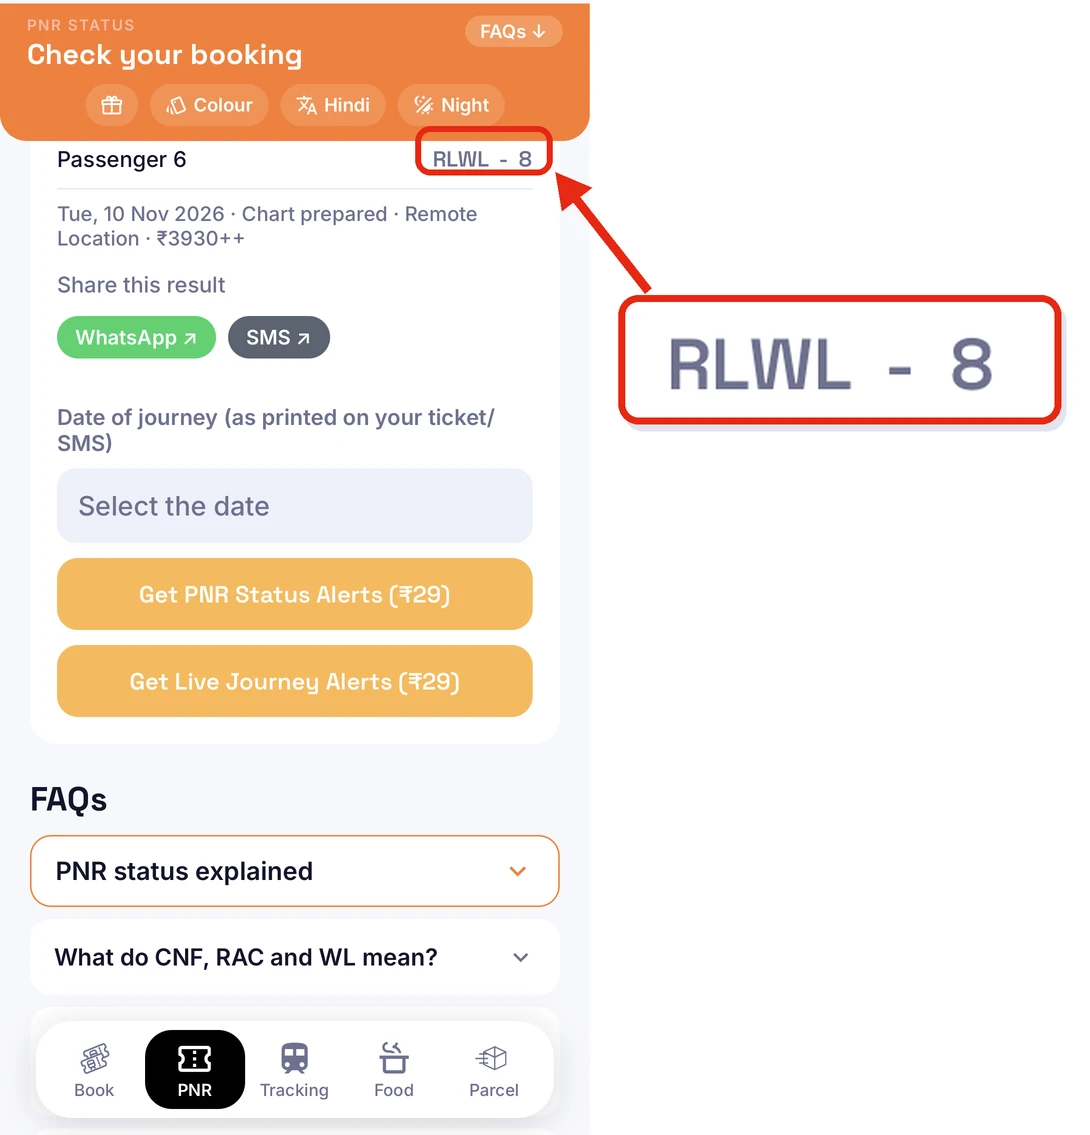 PNR STATUS
Check your booking
FAQs ↓
Colour
Hindi
Night
Passenger 6
RLWL - 8
Tue, 10 Nov 2026 · Chart prepared · Remote
Location · ₹3930++
Share this result
WhatsApp ↗
SMS ↗
RLWL - 8
Date of journey (as printed on your ticket/
SMS)
Select the date
Get PNR Status Alerts (₹29)
Get Live Journey Alerts (₹29)
FAQs
PNR status explained
What do CNF, RAC and WL mean?
Book
PNR
Tracking
Food
Parcel